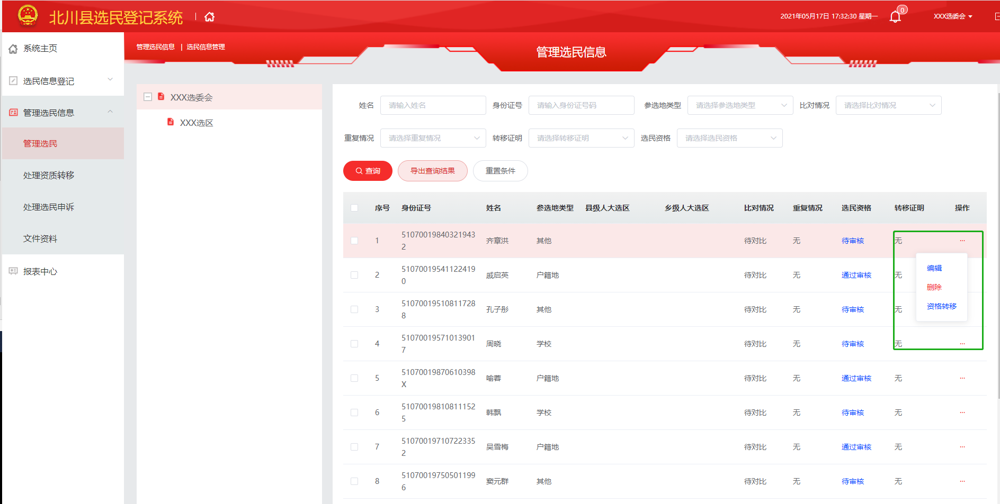 北川县选民登记系统
2021年05月17日 17:32:30 星期一
0
XXX选委会
系统主页
选民信息登记
管理选民信息
管理选民
处理资质转移
处理选民申诉
文件资料
报表中心
管理选民信息 | 选民信息管理
管理选民信息
XXX选委会
XXX选区
姓名 请输入姓名 身份证号 请输入身份证号码 参选地类型 请选择参选地类型 比对情况 请选择比对情况
重复情况 请选择重复情况 转移证明 请选择转移证明 选民资格 请选择选民资格
查询 导出查询结果 重置条件
序号 身份证号 姓名 参选地类型 县级人大选区 乡级人大选区 比对情况 重复情况 选民资格 转移证明 操作
1 51070019840321943
2 齐章洪 其他 待对比 无 待审核 无 ...
2 51070019541122419
0 戚启英 户籍地 待对比 无 通过审核 无
3 51070019510811728
8 孔子彤 其他 待对比 无 待审核 无
4 51070019571013901
7 周晓 学校 待对比 无 待审核 无 ...
5 51070019870610398
X 喻蓉 户籍地 待对比 无 通过审核 无 ...
6 51070019810811152
5 韩飘 学校 待对比 无 待审核 无 ...
7 51070019710722335
2 吴雪梅 户籍地 待对比 无 通过审核 无 ...
8 51070019750501199
6 窦元群 其他 待对比 无 待审核 无 ...
编辑
删除
资格转移